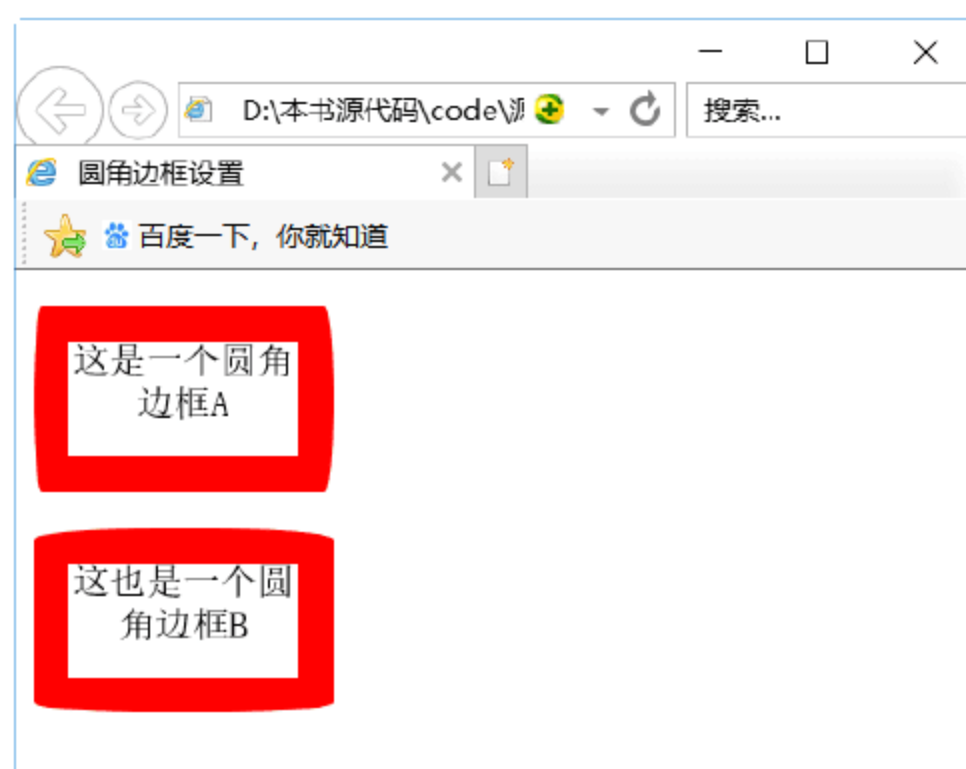 D:\本书源代码\code\源
搜索...
圆角边框设置
百度一下，你就知道
这是一个圆角
边框A
这也是一个圆
角边框B